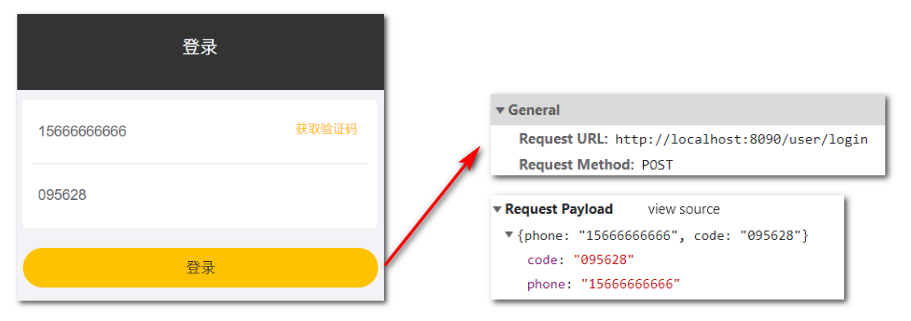 登录
15666666666
获取验证码
095628
登录
General
Request URL: http://localhost:8090/user/login
Request Method: POST
Request Payload view source
{phone: "15666666666", code: "095628"}
code: "095628"
phone: "15666666666"